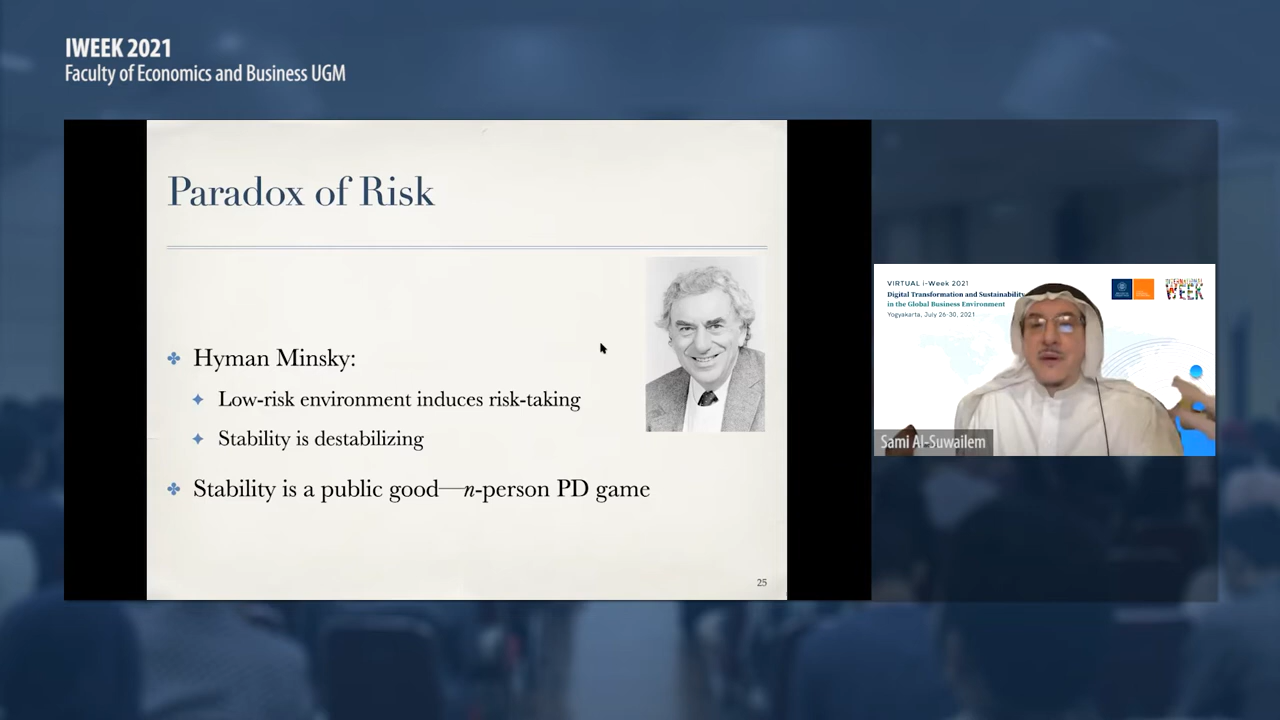 IWEEK 2021
Faculty of Economics and Business UGM
Paradox of Risk
Hyman Minsky:
Low-risk environment induces risk-taking
Stability is destabilizing
Stability is a public good—n-person PD game
25
VIRTUAL i-Week 2021
Digital Transformation and Sustainability
in the Global Business Environment
Yogyakarta, July 26-30, 2021
INTERNATIONAL
WEEK
Sami Al-Suwailem